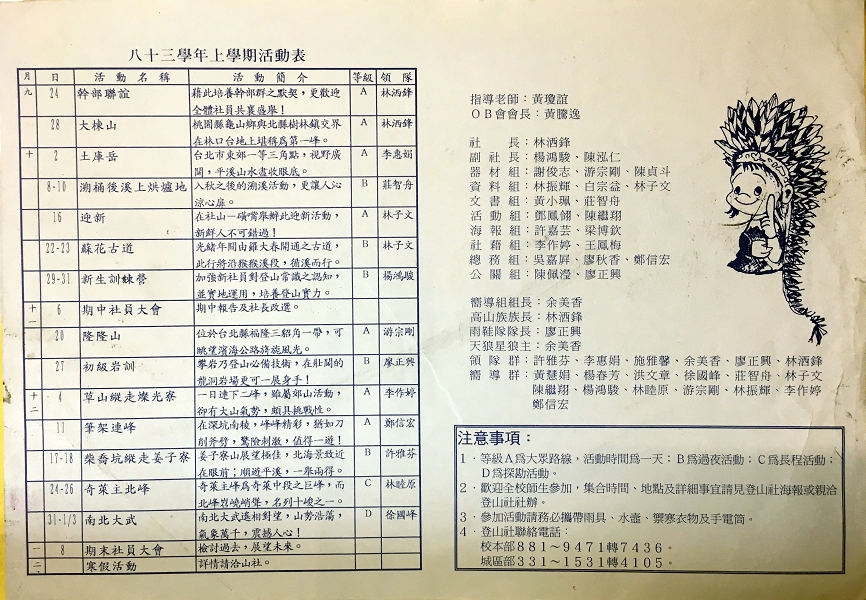 八十三學年上學期活動表
月 日 活動名稱 活動簡介 等級 領隊
九 24 幹部聯誼 藉此培養幹部群之默契，更歡迎 A 林洒鋒
全體社員共襄盛舉！
28 大棟山 桃園縣龜山鄉與北縣樹林鎮交界 A 林洒鋒
在林口台地上堪稱為第一峰。
十 2 土庫岳 台北市東郊一等三角點，視野廣 A 李惠娟
闊，平溪山水盡收眼底。
8-10 溯桶後溪上烘爐地 入秋之後的溯溪活動，更讓人沁 B 莊智舟
涼心扉。
16 迎新 在社山－磺嘴舉辦此迎新活動， A 林子文
新鮮人不可錯過！
22-23 蘇花古道 光緒年間由羅大春開通之古道， B 林子文
此行將沿猴猴溪段，循溪而行。
29-31 新生訓練營 加強新社員對登山常識之認知， B 楊鴻駿
並實地運用，培養登山實力。
十一 6 期中社員大會 期中報告及社長改選。
20 隆隆山 位於台北縣福隆三貂角一帶，可 A 游宗剛
眺望濱海公路旖旎風光。
27 初級岩訓 攀岩乃登山必備技術，在壯闊的 B 廖正興
龍洞岩場更可一展身手！
十二 4 草山縱走燦光寮 一日連下二峰，雖屬郊山活動， A 李作婷
卻有大山氣勢，頗具挑戰性。
11 筆架連峰 在深坑南稜，峰峰精彩，猶如刀 A 鄭信宏
削斧劈，驚險刺激，值得一遊！
17-18 柴喬坑縱走姜子寮 姜子寮山展望極佳，北海景致近 B 許雅芬
在眼前；順遊平溪，一舉兩得。
24-26 奇萊主北峰 奇萊主峰為奇萊中段之巨峰，而 C 林睦原
北峰岩嶢峭聳，名列十峻之一。
31-1/3 南北大武 南北大武遙相對望，山勢浩蕩， D 徐國峰
氣象萬千，震撼人心！
一 8 期末社員大會 檢討過去，展望未來。
二 寒假活動 詳情請洽山社。
指導老師：黃瓊誼
ＯＢ會會長：黃騰逸
社長：林洒鋒
副社長：楊鴻駿、陳泓仁
器材組：謝俊志、游宗剛、陳貞斗
資料組：林振輝、白宗益、林子文
文書組：黃小珮、莊智舟
活動組：鄧鳳翎、陳繼翔
海報組：許嘉芸、梁博欽
社籍組：李作婷、王鳳梅
總務組：吳嘉屏、廖秋香、鄭信宏
公關組：陳佩瀅、廖正興
嚮導組組長：余美香
高山族族長：林洒鋒
雨鞋隊隊長：廖正興
天狼星狼主：余美香
領隊群：許雅芬、李惠娟、施雅馨、余美香、廖正興、林洒鋒
嚮導群：黃慧娟、楊春芳、洪文章、徐國峰、莊智舟、林子文
陳繼翔、楊鴻駿、林睦原、游宗剛、林振輝、李作婷
鄭信宏
注意事項：
1．等級Ａ為大眾路線，活動時間為一天；Ｂ為過夜活動；Ｃ為長程活動；
Ｄ為探勘活動。
2．歡迎全校師生參加，集合時間、地點及詳細事宜請見登山社海報或親洽
登山社社辦。
3．參加活動請務必攜帶雨具、水壺、禦寒衣物及手電筒。
4．登山社聯絡電話：
校本部８８１～９４７１轉７４３６。
城區部３３１～１５３１轉４１０５。